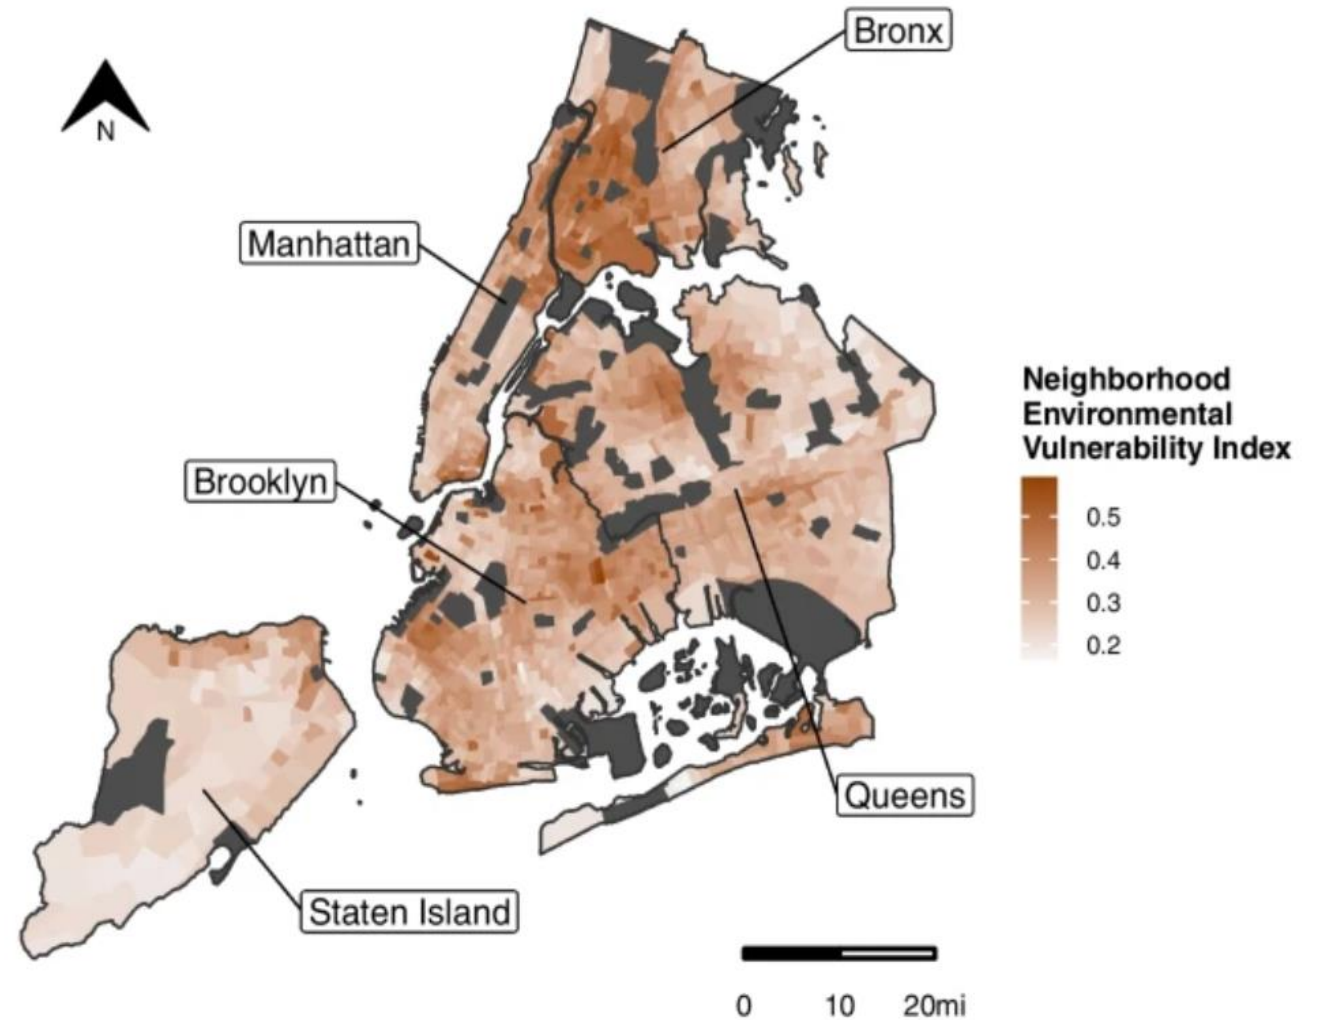 Bronx
N
Manhattan
Neighborhood
Environmental
Vulnerability Index
Brooklyn
0.5
0.4
0.3
0.2
Queens
Staten Island
0 10 20mi